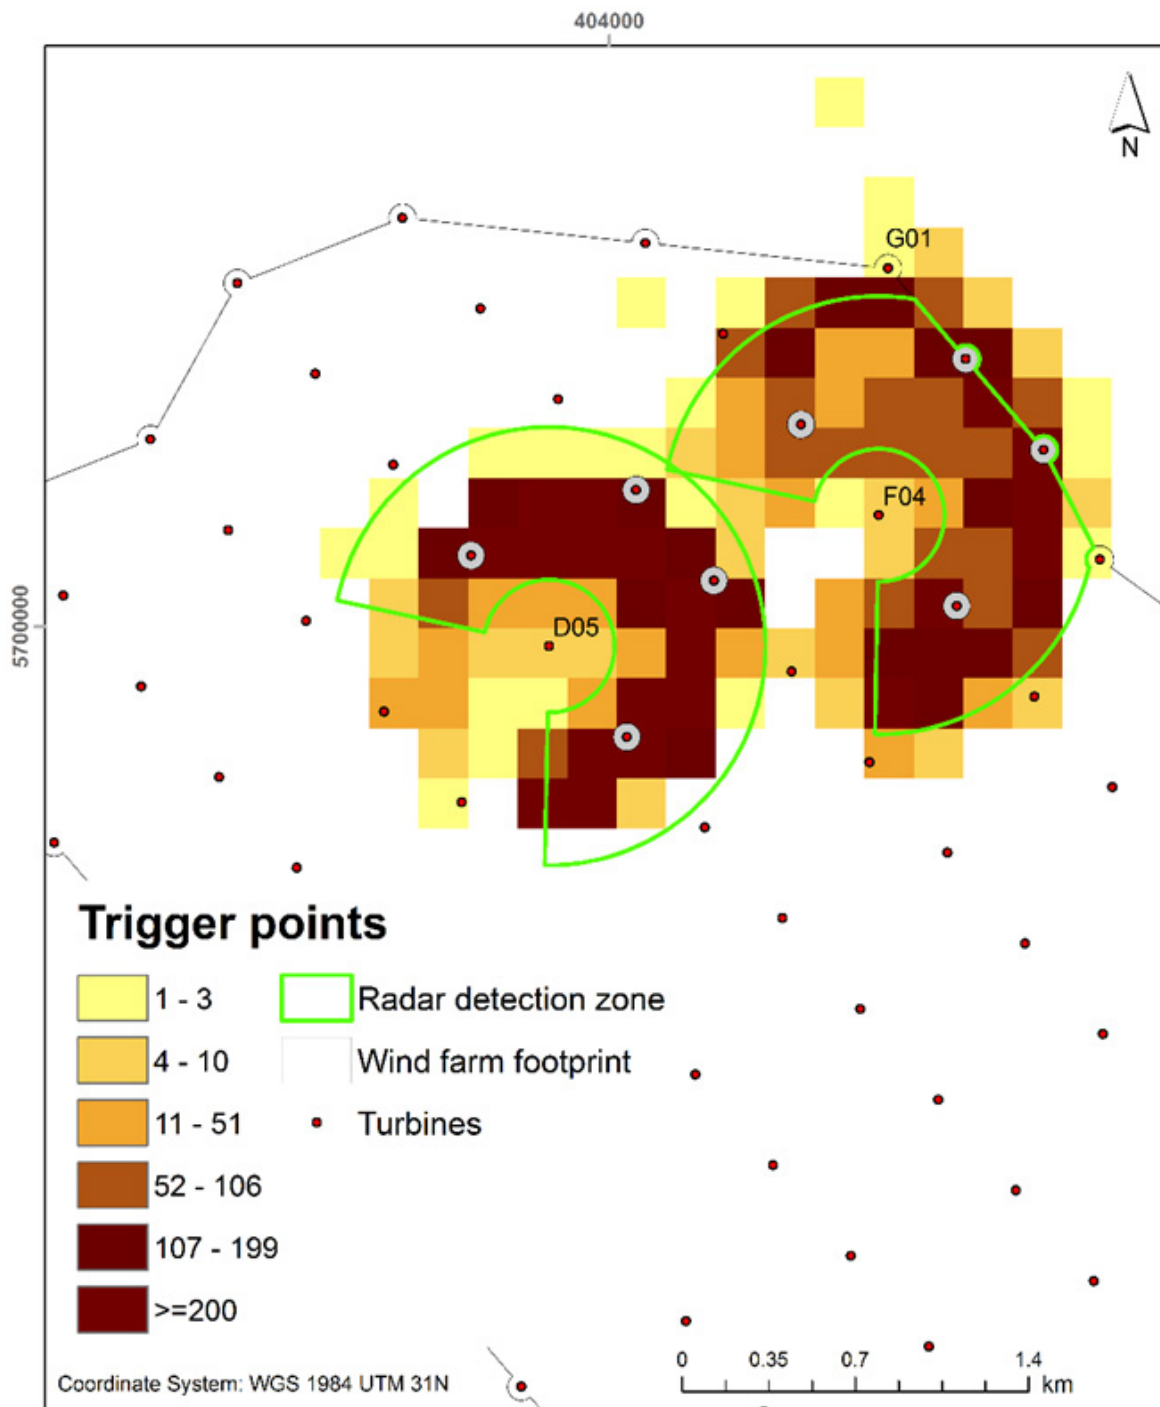 404000
N
G01
F04
D05
5700000
Trigger points
1 - 3
Radar detection zone
4 - 10
Wind farm footprint
11 - 51
Turbines
52 - 106
107 - 199
>=200
0 0.35 0.7 1.4
km
Coordinate System: WGS 1984 UTM 31N